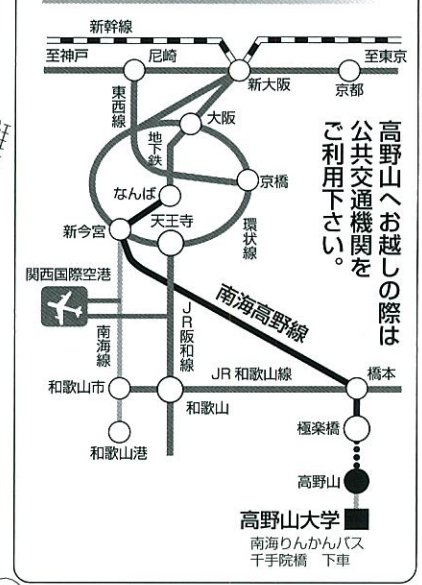 新幹線
至神戸
尼崎
新大阪
京都
至東京
東西線
大阪
地下鉄
京橋
なんば
天王寺
新今宮
環状線
高野山へお越しの際は
公共交通機関を
ご利用下さい。
関西国際空港
南海高野線
JR阪和線
南海線
JR 和歌山線
橋本
和歌山市
和歌山
和歌山港
極楽橋
高野山
高野山大学
南海りんかんバス
千手院橋 下車